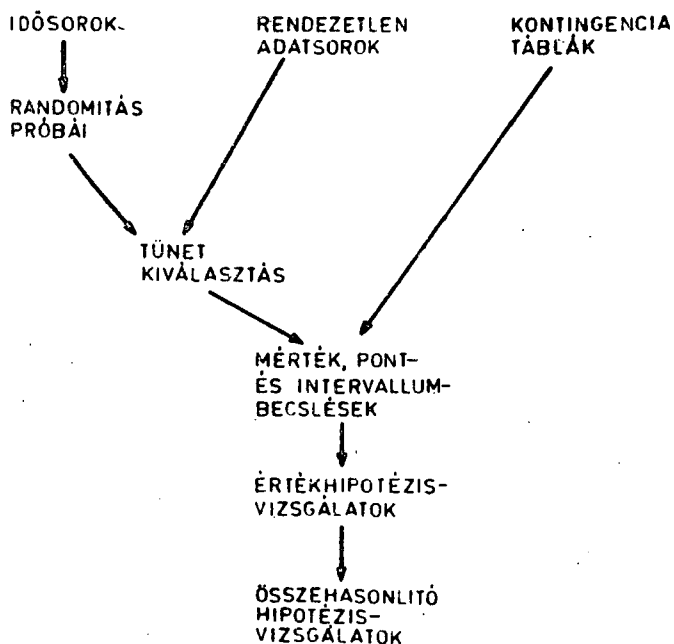 IDŐSOROK
RENDEZETLEN
ADATSOROK
KONTINGENCIA
TÁBLÁK
RANDOMITÁS
PRÓBÁI
TÜNET
KIVÁLASZTÁS
MÉRTÉK, PONT-
ÉS INTERVALLUM-
BECSLÉSEK
ÉRTÉKHIPOTÉZIS-
VIZSGÁLATOK
ÖSSZEHASONLITÓ
HIPOTÉZIS-
VIZSGÁLATOK